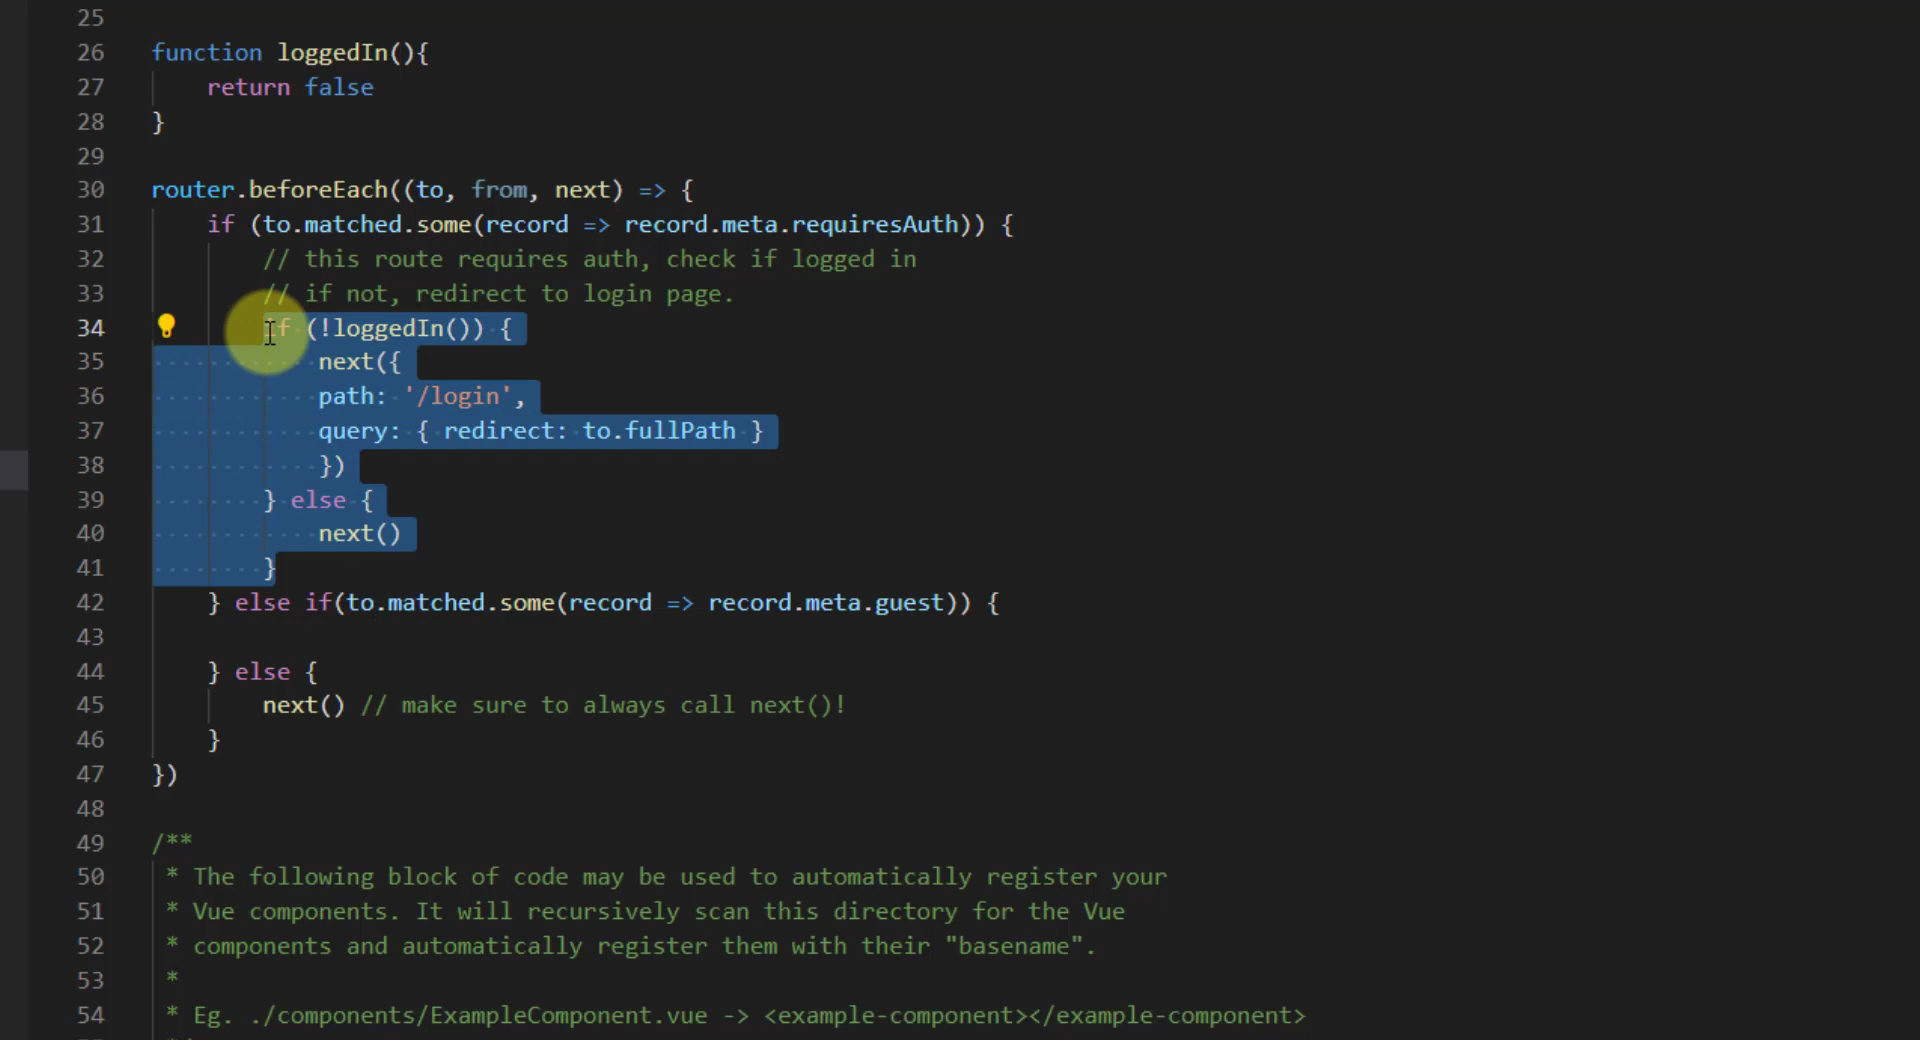 25
26 function loggedIn(){
27     return false
28 }
29
30 router.beforeEach((to, from, next) => {
31     if (to.matched.some(record => record.meta.requiresAuth)) {
32         // this route requires auth, check if logged in
33         // if not, redirect to login page.
34         if (!loggedIn()) {
35             next({
36             path: '/login',
37             query: { redirect: to.fullPath }
38             })
39         } else {
40             next()
41         }
42     } else if(to.matched.some(record => record.meta.guest)) {
43
44     } else {
45         next() // make sure to always call next()!
46     }
47 })
48
49 /**
50  * The following block of code may be used to automatically register your
51  * Vue components. It will recursively scan this directory for the Vue
52  * components and automatically register them with their "basename".
53  *
54  * Eg. ./components/ExampleComponent.vue -> <example-component></example-component>